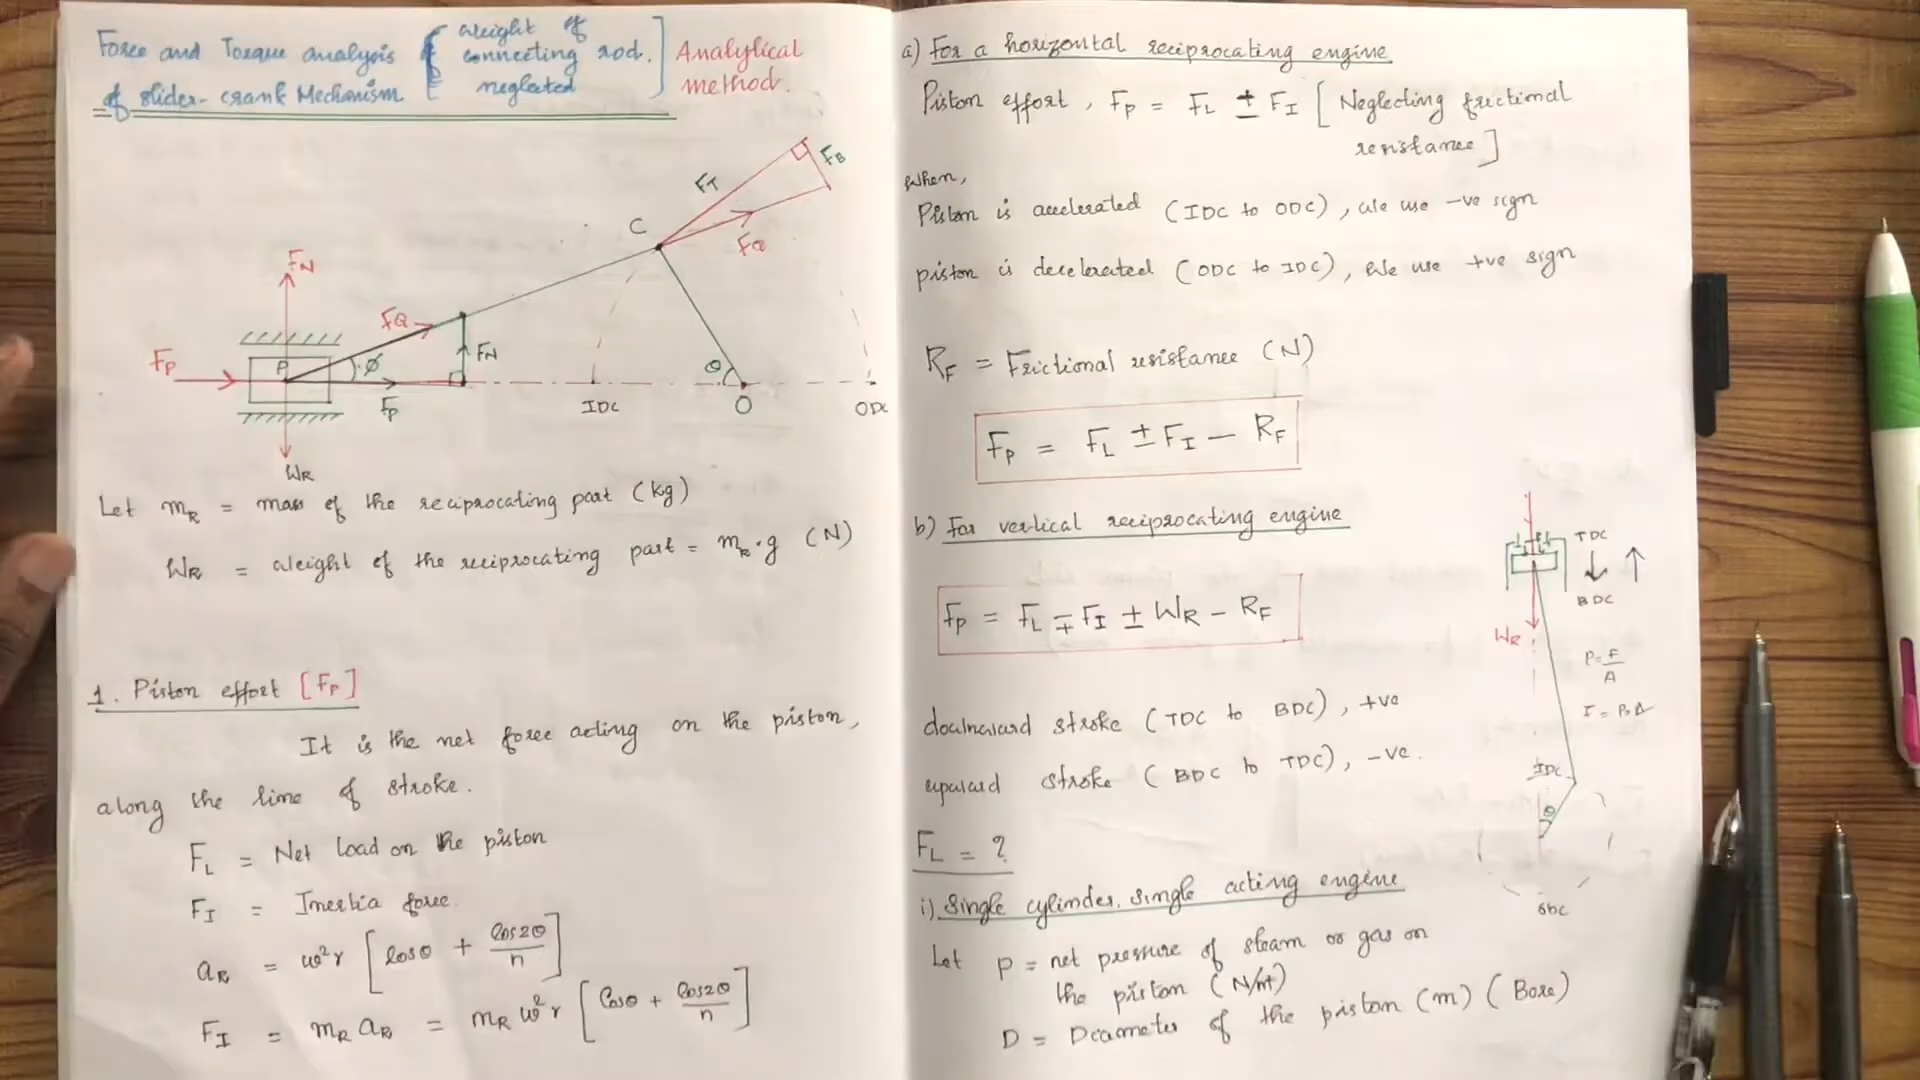 Force and Torque analysis
of slider-crank Mechanism
weight of
connecting rod.
neglected
Analytical
method.
FT
FB
C
FQ
FN
FQ
FP
P
φ
FN
FP
θ
IDC
O
ODC
WR
Let mR = mass of the reciprocating part (kg)
WR = weight of the reciprocating part = mR·g (N)
1. Piston effort [FP]
It is the net force acting on the piston,
along the line of stroke.
FL = Net load on the piston
FI = Inertia force.
aR = ω²r [Cosθ + Cos2θ/n]
FI = mR aR = mR ω²r [Cosθ + Cos2θ/n]
a) For a horizontal reciprocating engine
Piston effort, FP = FL ± FI [Neglecting frictional
resistance]
When,
Piston is accelerated (IDC to ODC), we use -ve sign
piston is decelerated (ODC to IDC), We use +ve sign
RF = Frictional resistance (N)
FP = FL ± FI - RF
b) For vertical reciprocating engine
FP = FL ∓ FI ± WR - RF
TDC
BDC
WR
P = F/A
IDC
θ
ODC
downward stroke (TDC to BDC), +ve
upward stroke (BDC to TDC), -ve.
FL = ?
i) Single cylinder, single acting engine
Let p = net pressure of steam or gas on
the piston (N/m²)
D = Diameter of the piston (m) (Bore)